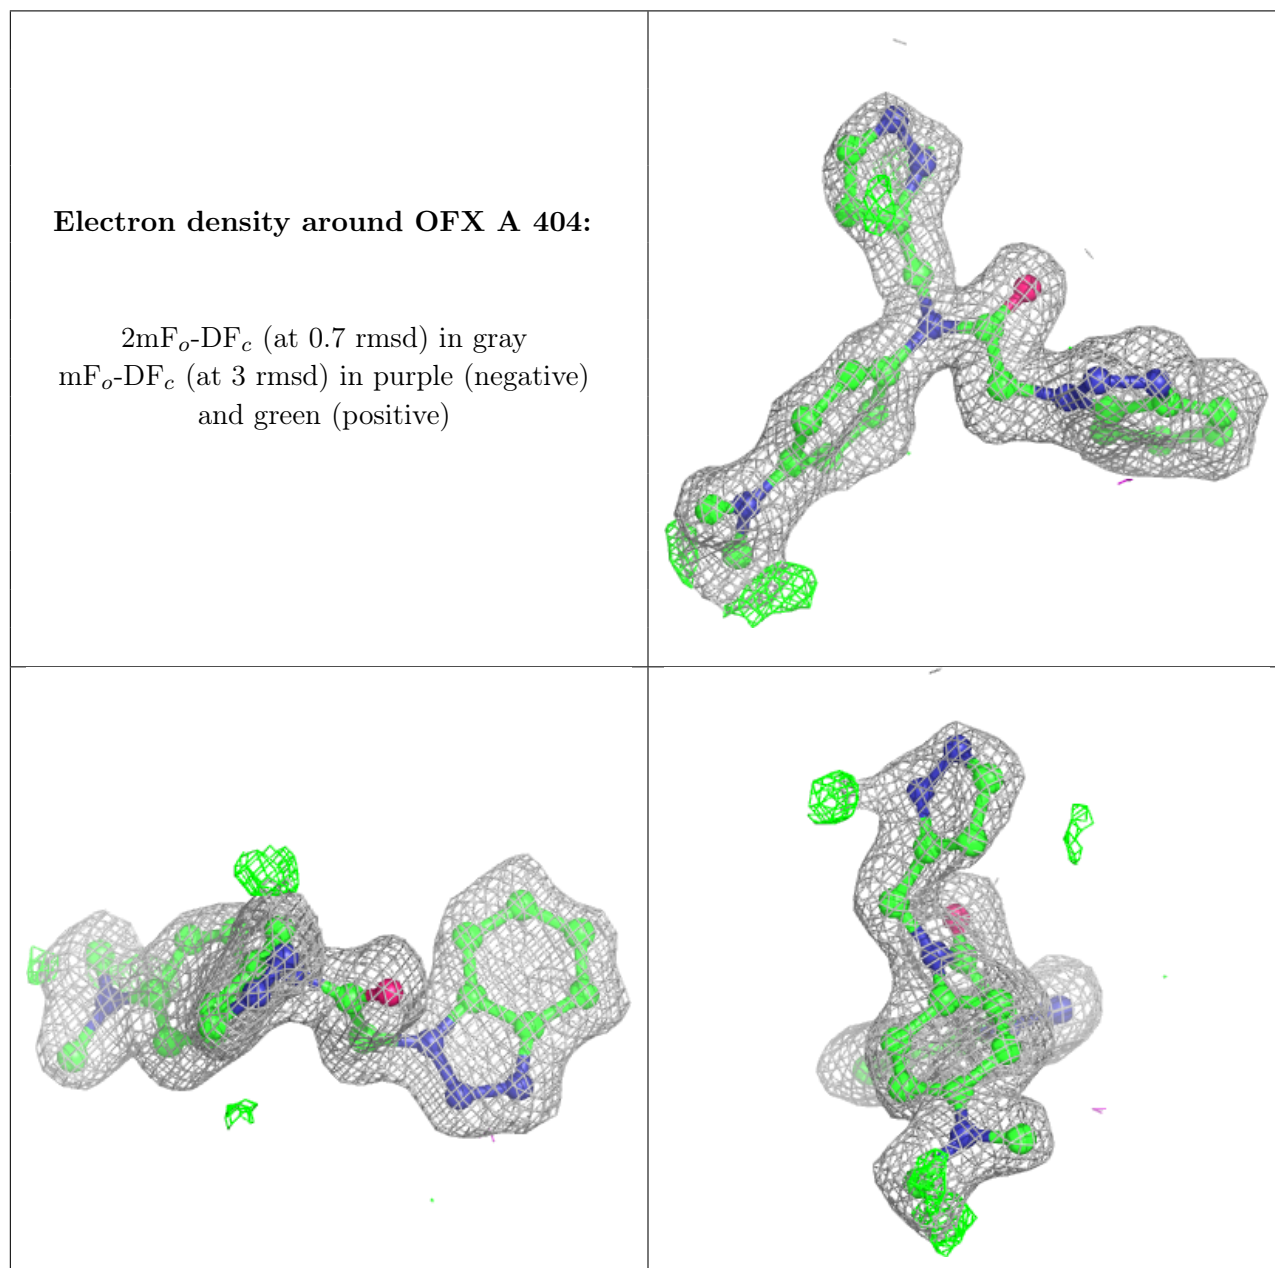 Electron density around OFX A 404:
2mFₒ-DF𝒸 (at 0.7 rmsd) in gray
mFₒ-DF𝒸 (at 3 rmsd) in purple (negative)
and green (positive)